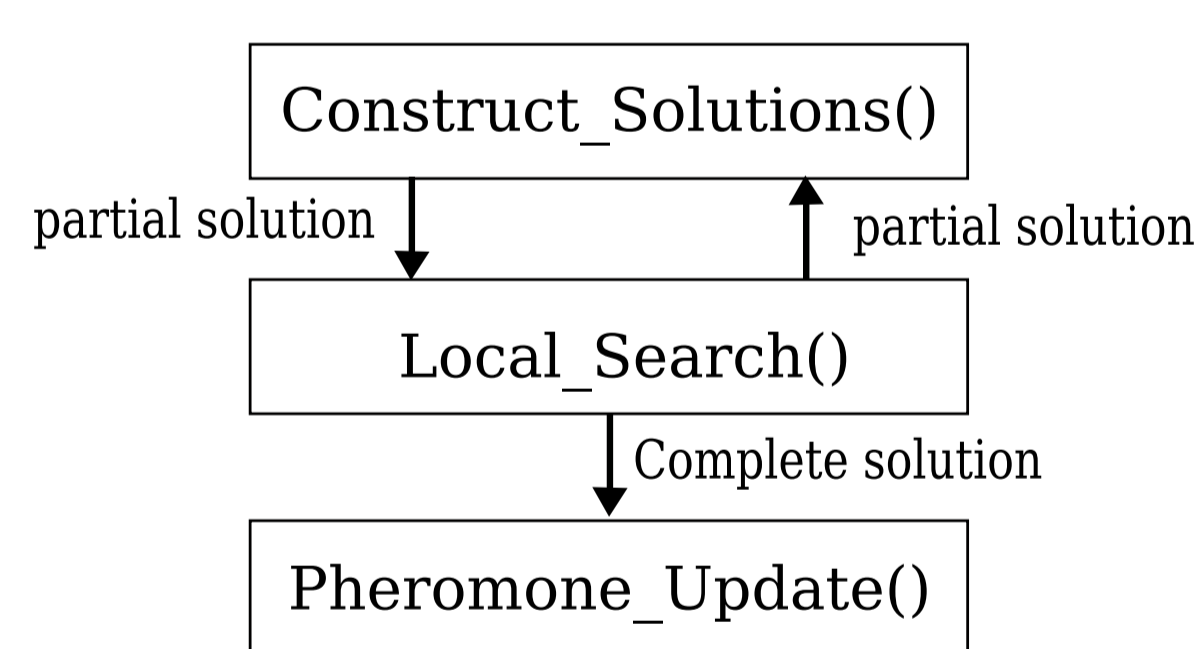 Construct_Solutions()
partial solution
partial solution
Local_Search()
Complete solution
Pheromone_Update()